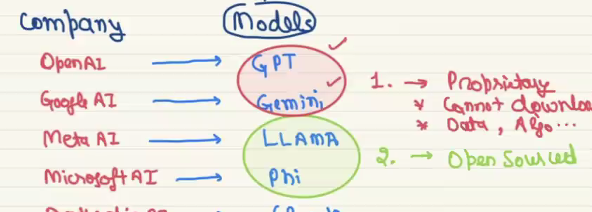 Company Models
OpenAI → GPT ✓
Google AI → Gemini ✓
1. → Proprietary
* Cannot downloa
* Data, Algo...
Meta AI → LLAMA
2. → Open Sourced
Microsoft AI → Phi